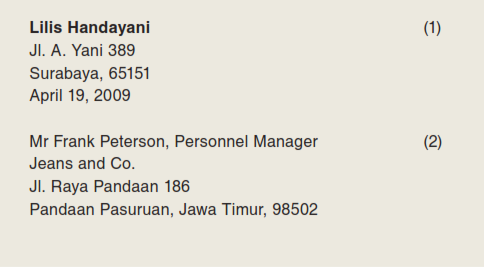 Lilis Handayani (1)
Jl. A. Yani 389
Surabaya, 65151
April 19, 2009
Mr Frank Peterson, Personnel Manager (2)
Jeans and Co.
Jl. Raya Pandaan 186
Pandaan Pasuruan, Jawa Timur, 98502